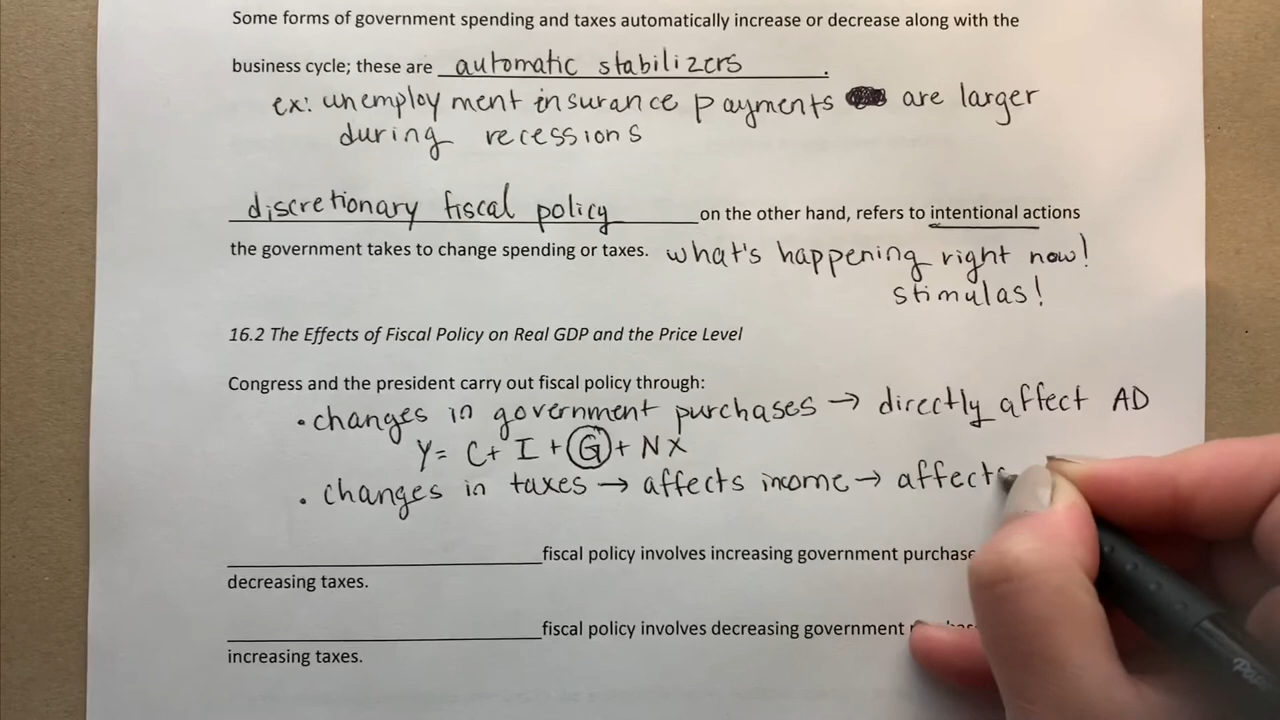 Some forms of government spending and taxes automatically increase or decrease along with the
business cycle; these are automatic stabilizers.
ex: unemployment insurance payments are larger
during recessions
discretionary fiscal policy on the other hand, refers to intentional actions
the government takes to change spending or taxes. what's happening right now!
stimulas!
16.2 The Effects of Fiscal Policy on Real GDP and the Price Level
Congress and the president carry out fiscal policy through:
• changes in government purchases → directly affect AD
Y = C + I + G + NX
• changes in taxes → affects income → affects
fiscal policy involves increasing government purchase
decreasing taxes.
fiscal policy involves decreasing government
increasing taxes.